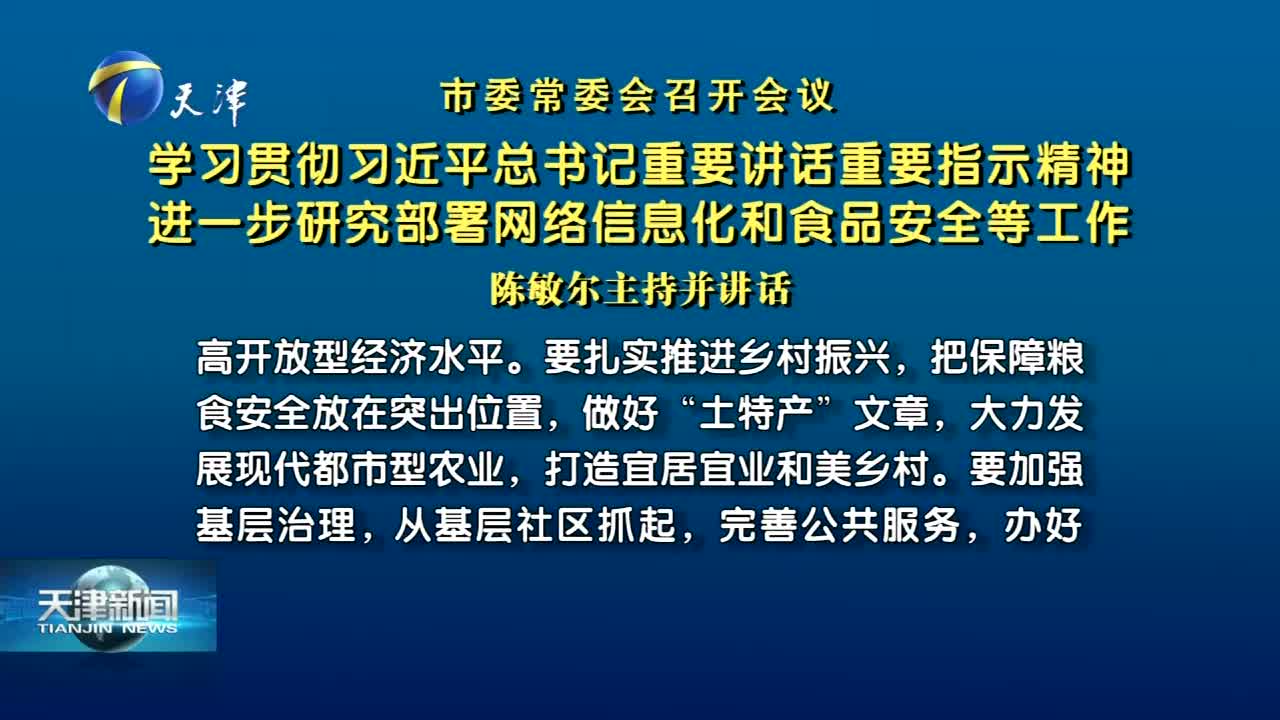 天津
市委常委会召开会议
学习贯彻习近平总书记重要讲话重要指示精神
进一步研究部署网络信息化和食品安全等工作
陈敏尔主持并讲话
高开放型经济水平。要扎实推进乡村振兴，把保障粮
食安全放在突出位置，做好“土特产”文章，大力发
展现代都市型农业，打造宜居宜业和美乡村。要加强
基层治理，从基层社区抓起，完善公共服务，办好
天津新闻
TIANJIN NEWS